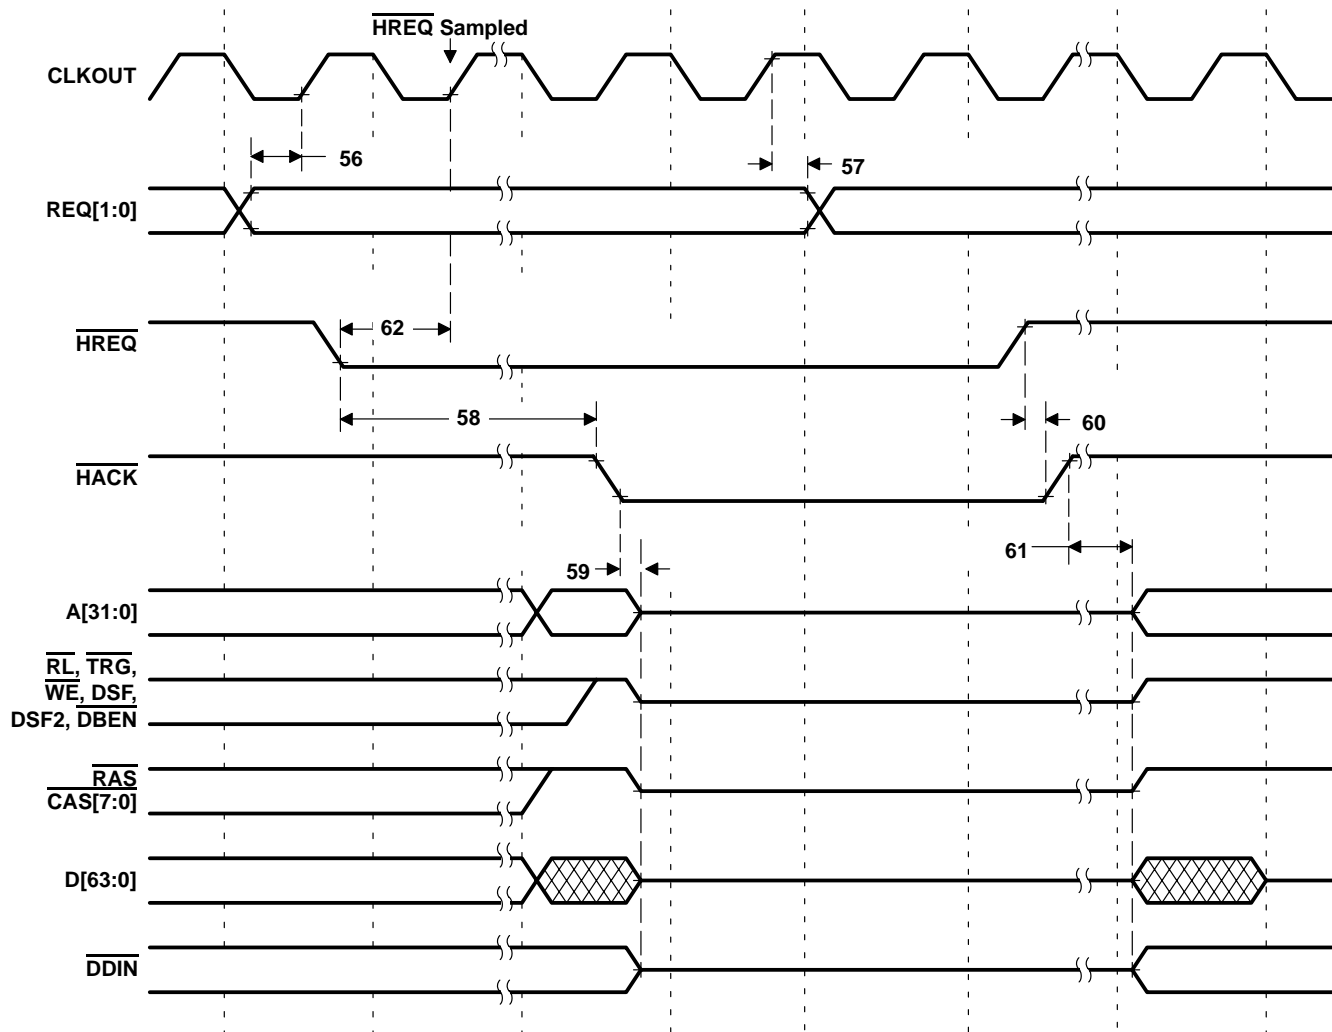 HREQ Sampled
CLKOUT
56
57
REQ[1:0]
62
HREQ
58
60
HACK
61
59
A[31:0]
RL, TRG,
WE, DSF,
DSF2, DBEN
RAS
CAS[7:0]
D[63:0]
DDIN